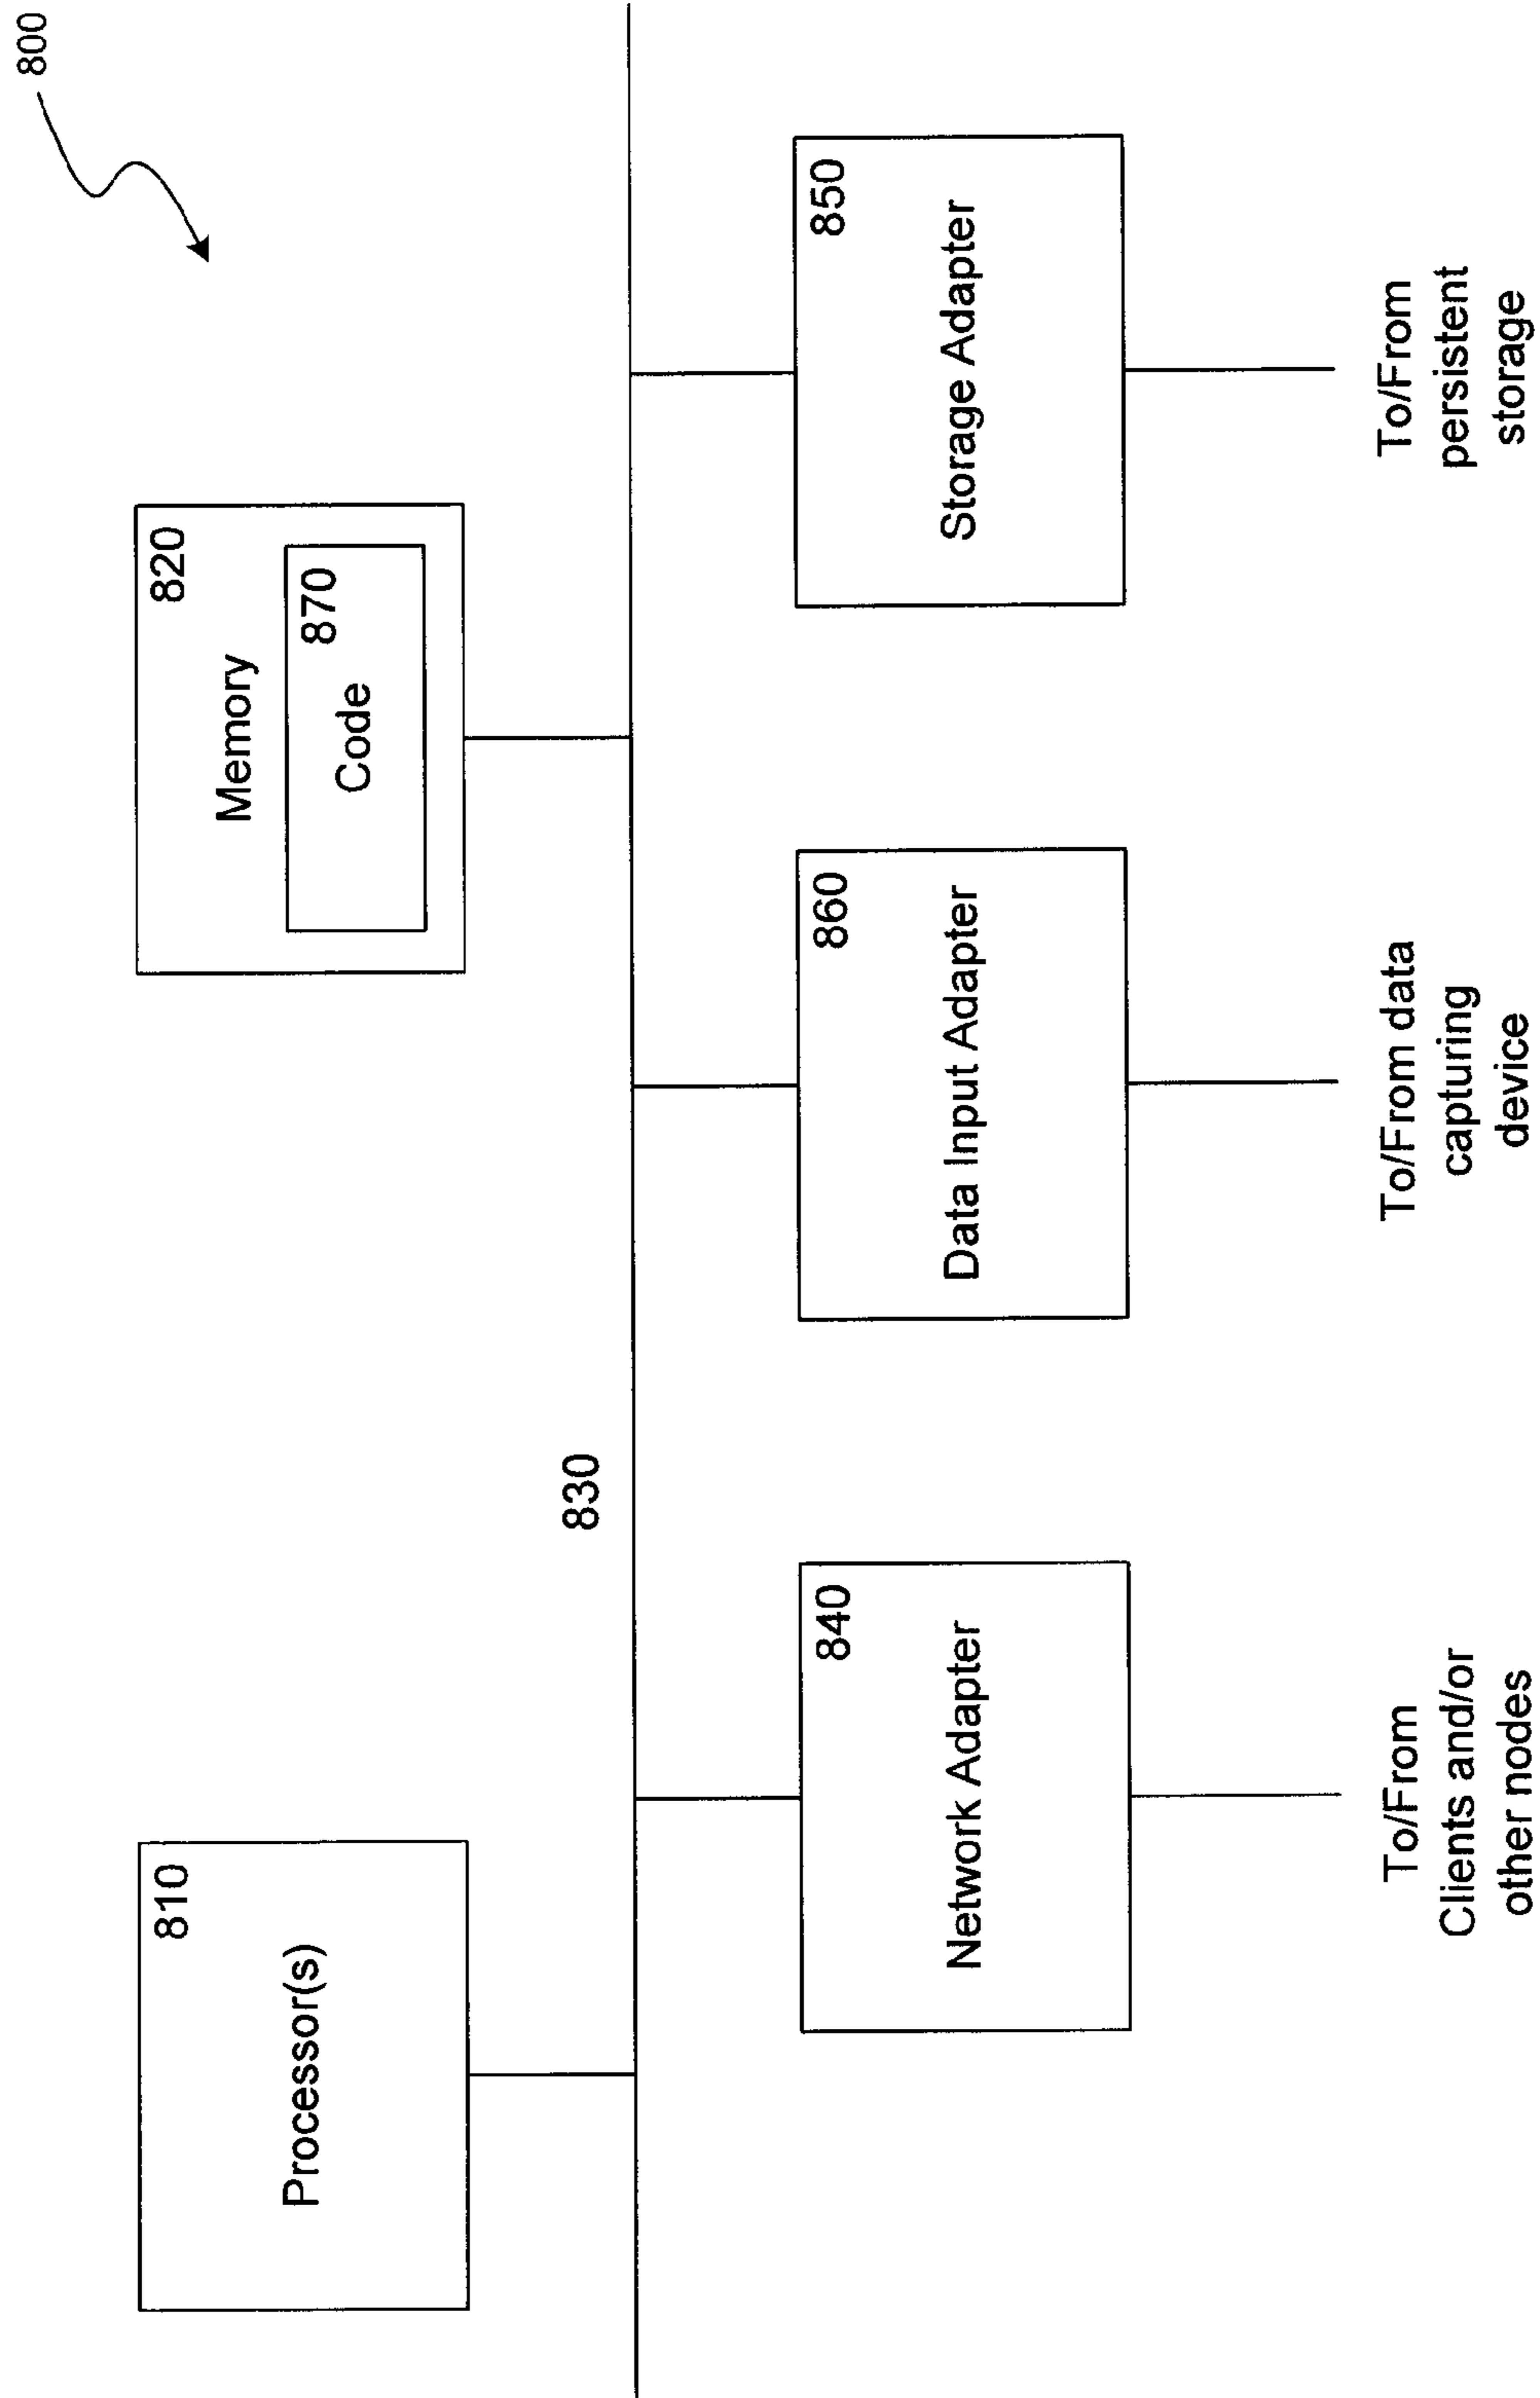 800
810
Processor(s)
820
Memory
870
Code
830
840
Network Adapter
860
Data Input Adapter
850
Storage Adapter
To/From
Clients and/or
other nodes
To/From data
capturing
device
To/From
persistent
storage